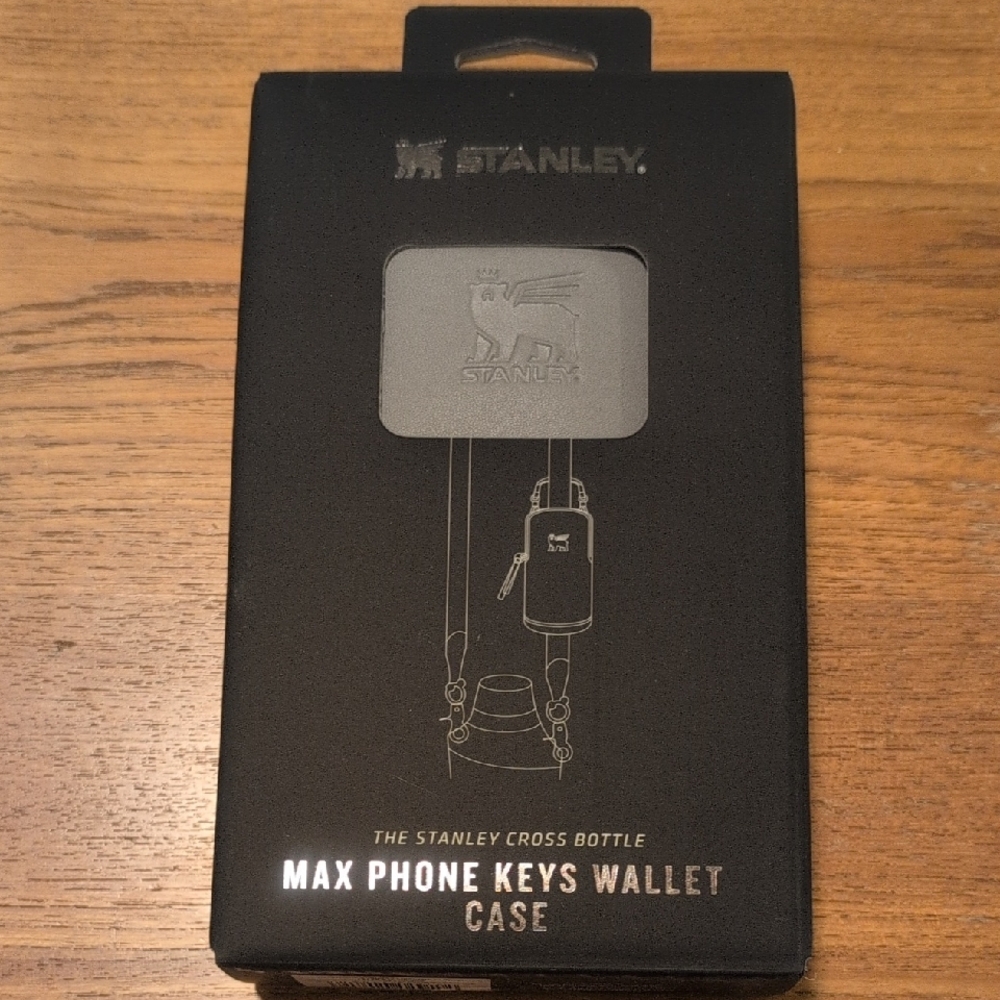 STANLEY.
STANLEY
THE STANLEY CROSS BOTTLE
MAX PHONE KEYS WALLET
CASE